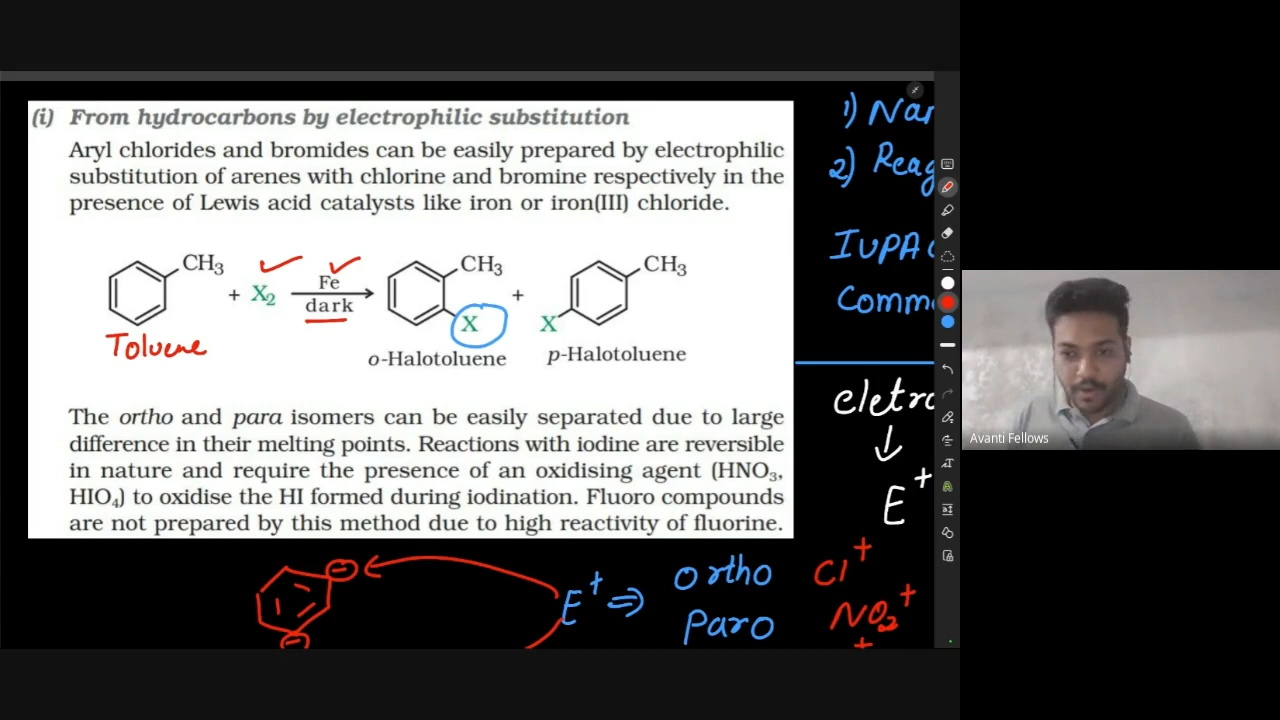 (i) From hydrocarbons by electrophilic substitution
Aryl chlorides and bromides can be easily prepared by electrophilic
substitution of arenes with chlorine and bromine respectively in the
presence of Lewis acid catalysts like iron or iron(III) chloride.
CH₃
+ X₂
Fe
dark
CH₃
X
+
CH₃
X
Toluene
o-Halotoluene
p-Halotoluene
The ortho and para isomers can be easily separated due to large
difference in their melting points. Reactions with iodine are reversible
in nature and require the presence of an oxidising agent (HNO₃,
HIO₄) to oxidise the HI formed during iodination. Fluoro compounds
are not prepared by this method due to high reactivity of fluorine.
1) Nar
2) Reag
IUPAC
Comm
eletro
↓
E⁺
E⁺ ⇒
ortho
Para
Cl⁺
NO₂⁺
Avanti Fellows